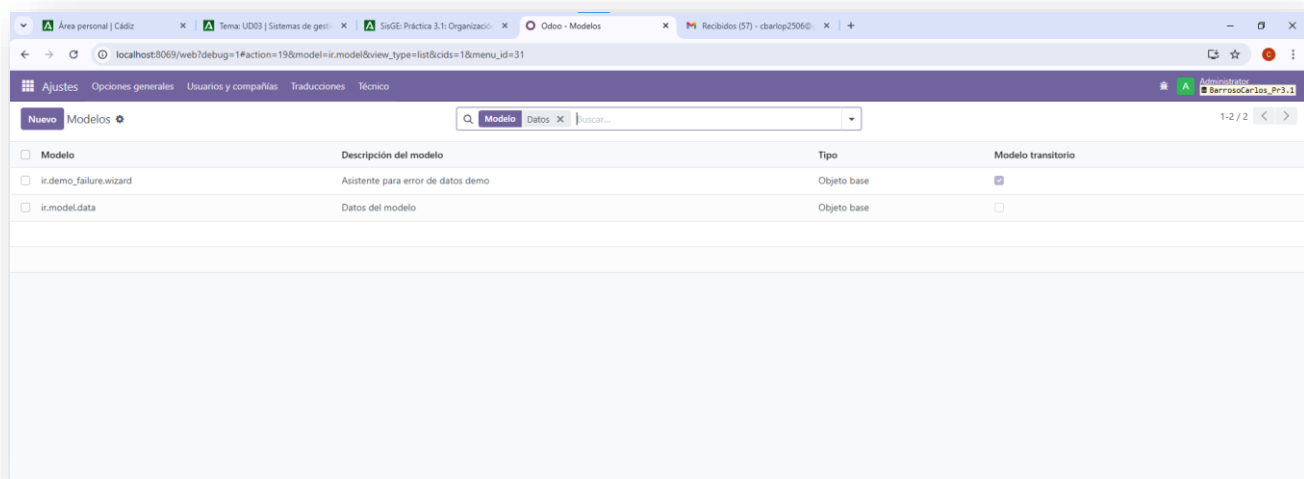 Área personal | Cádiz
Tema: UD03 | Sistemas de gesti
SisGE: Práctica 3.1: Organizació
Odoo - Modelos
Recibidos (57) - cbarlop2506@
localhost:8069/web?debug=1#action=19&model=ir.model&view_type=list&cids=1&menu_id=31
C
Ajustes Opciones generales Usuarios y compañías Traducciones Técnico
A Administrator
BarrosoCarlos_Pr3.1
Nuevo Modelos
Modelo Datos Buscar...
1-2 / 2
Modelo Descripción del modelo Tipo Modelo transitorio
ir.demo_failure.wizard Asistente para error de datos demo Objeto base
ir.model.data Datos del modelo Objeto base